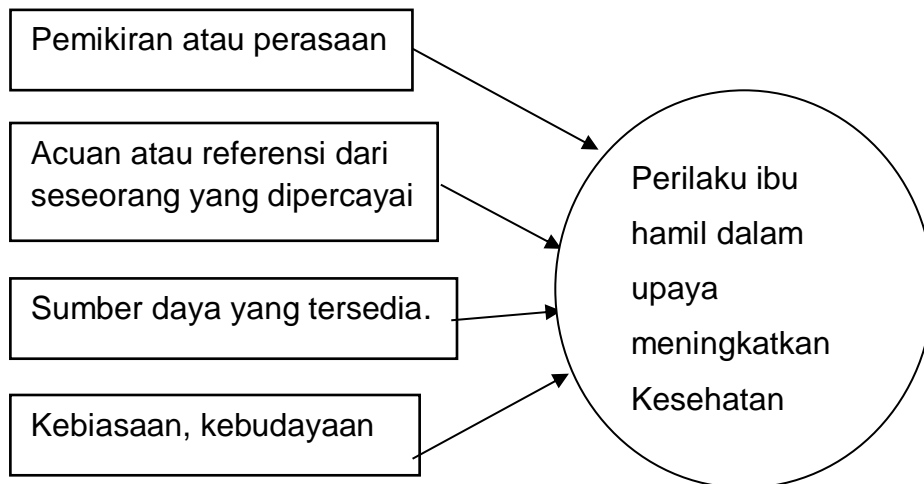 Pemikiran atau perasaan
Acuan atau referensi dari
seseorang yang dipercayai
Sumber daya yang tersedia.
Kebiasaan, kebudayaan
Perilaku ibu
hamil dalam
upaya
meningkatkan
Kesehatan